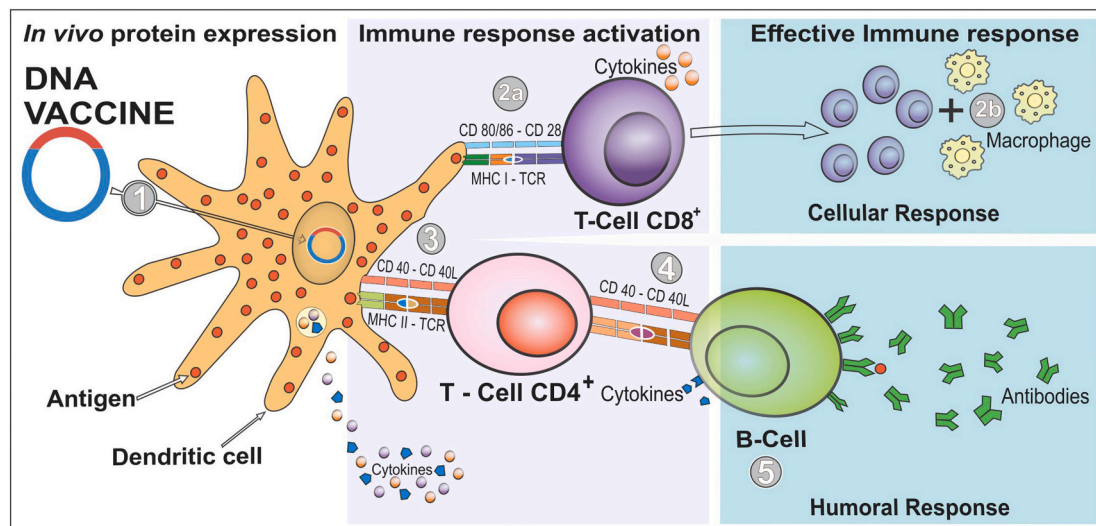 In vivo protein expression
Immune response activation
Effective Immune response
DNA
VACCINE
1
2a
Cytokines
CD 80/86 - CD 28
MHC I - TCR
T-Cell CD8+
+
2b
Macrophage
Cellular Response
3
CD 40 - CD 40L
MHC II - TCR
T - Cell CD4+
4
CD 40 - CD 40L
Cytokines
Antigen
Dendritic cell
Cytokines
B-Cell
5
Antibodies
Humoral Response